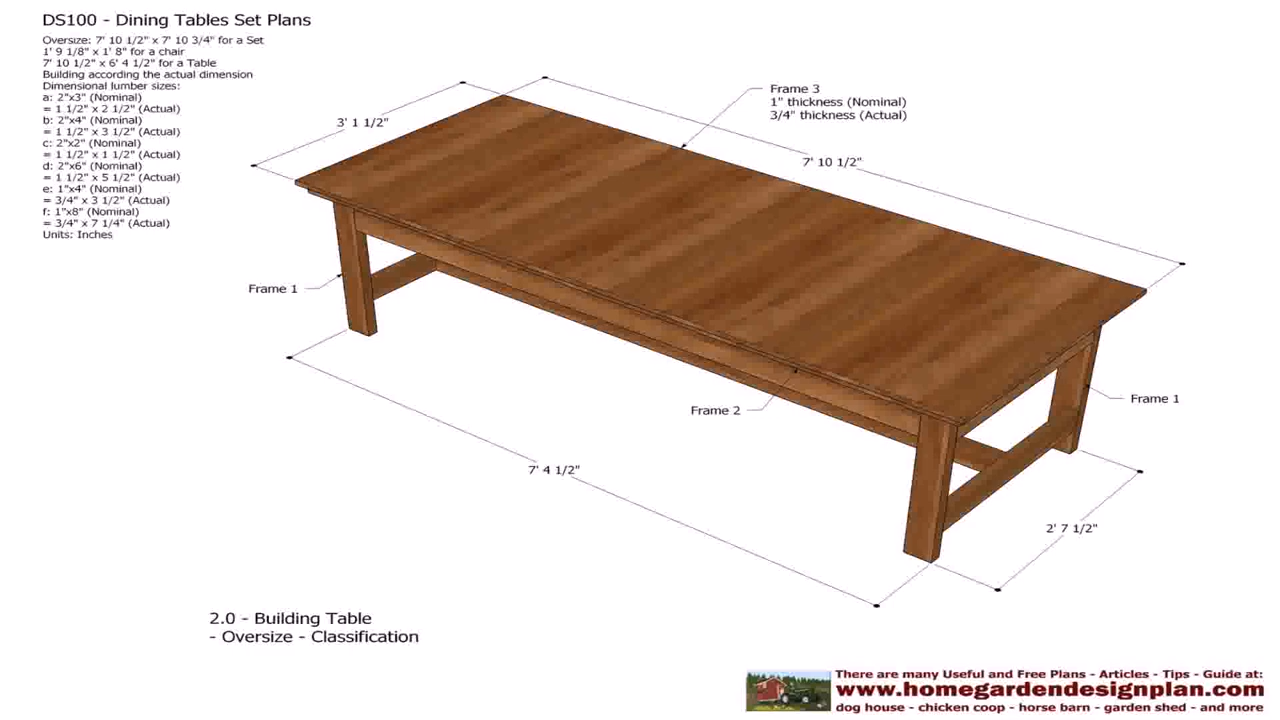 DS100 - Dining Tables Set Plans
Oversize: 7' 10 1/2" x 7' 10 3/4" for a Set
1' 9 1/8" x 1' 8" for a chair
7' 10 1/2" x 6' 4 1/2" for a Table
Building according the actual dimension
Dimensional lumber sizes:
a: 2"x3" (Nominal)
= 1 1/2" x 2 1/2" (Actual)
b: 2"x4" (Nominal)
= 1 1/2" x 3 1/2" (Actual)
c: 2"x2" (Nominal)
= 1 1/2" x 1 1/2" (Actual)
d: 2"x6" (Nominal)
= 1 1/2" x 5 1/2" (Actual)
e: 1"x4" (Nominal)
= 3/4" x 3 1/2" (Actual)
f: 1"x8" (Nominal)
= 3/4" x 7 1/4" (Actual)
Units: Inches
Frame 3
1" thickness (Nominal)
3/4" thickness (Actual)
3' 1 1/2"
7' 10 1/2"
Frame 1
Frame 2
Frame 1
7' 4 1/2"
2' 7 1/2"
2.0 - Building Table
- Oversize - Classification
There are many Useful and Free Plans - Articles - Tips - Guide at:
www.homegardendesignplan.com
dog house - chicken coop - horse barn - garden shed - and more